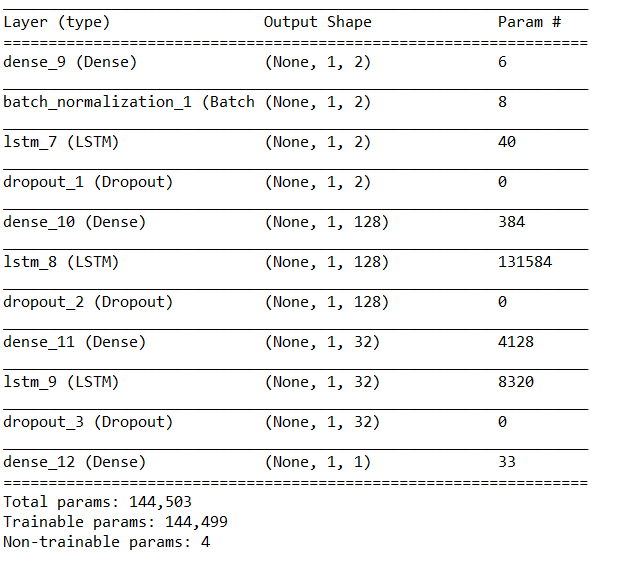 Layer (type) Output Shape Param #
=================================================================
dense_9 (Dense) (None, 1, 2) 6
batch_normalization_1 (Batch (None, 1, 2) 8
lstm_7 (LSTM) (None, 1, 2) 40
dropout_1 (Dropout) (None, 1, 2) 0
dense_10 (Dense) (None, 1, 128) 384
lstm_8 (LSTM) (None, 1, 128) 131584
dropout_2 (Dropout) (None, 1, 128) 0
dense_11 (Dense) (None, 1, 32) 4128
lstm_9 (LSTM) (None, 1, 32) 8320
dropout_3 (Dropout) (None, 1, 32) 0
dense_12 (Dense) (None, 1, 1) 33
=================================================================
Total params: 144,503
Trainable params: 144,499
Non-trainable params: 4